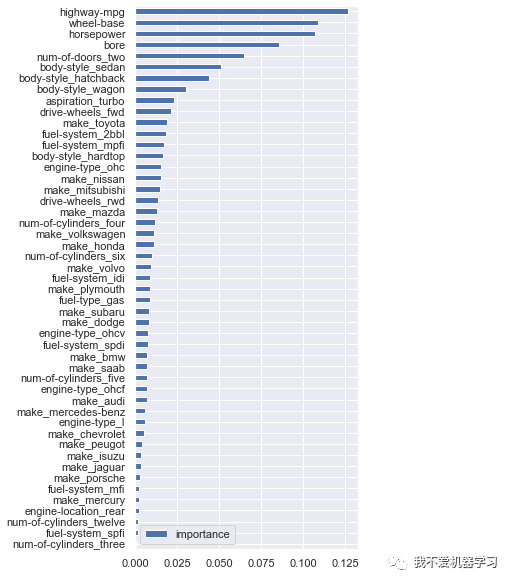 highway-mpg
wheel-base
horsepower
bore
num-of-doors_two
body-style_sedan
body-style_hatchback
body-style_wagon
aspiration_turbo
drive-wheels_fwd
make_toyota
fuel-system_2bbl
fuel-system_mpfi
body-style_hardtop
engine-type_ohc
make_nissan
make_mitsubishi
drive-wheels_rwd
make_mazda
num-of-cylinders_four
make_volkswagen
make_honda
num-of-cylinders_six
make_volvo
fuel-system_idi
make_plymouth
fuel-type_gas
make_subaru
make_dodge
engine-type_ohcv
fuel-system_spdi
make_bmw
make_saab
num-of-cylinders_five
engine-type_ohcf
make_audi
make_mercedes-benz
engine-type_l
make_chevrolet
make_peugot
make_isuzu
make_jaguar
make_porsche
fuel-system_mfi
make_mercury
engine-location_rear
num-of-cylinders_twelve
fuel-system_spfi
num-of-cylinders_three
importance
0.000 0.025 0.050 0.075 0.100 0.125
我不爱机器学习